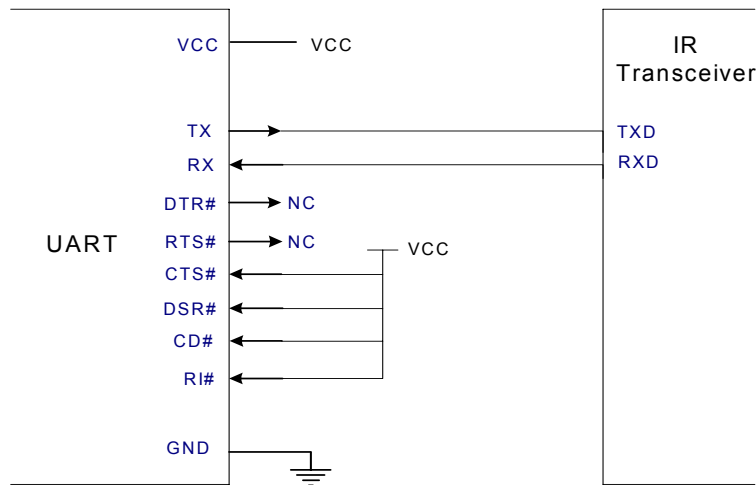 VCC
VCC
IR
Transceiver
TX
TXD
RX
RXD
DTR#
NC
UART
RTS#
NC
VCC
CTS#
DSR#
CD#
RI#
GND